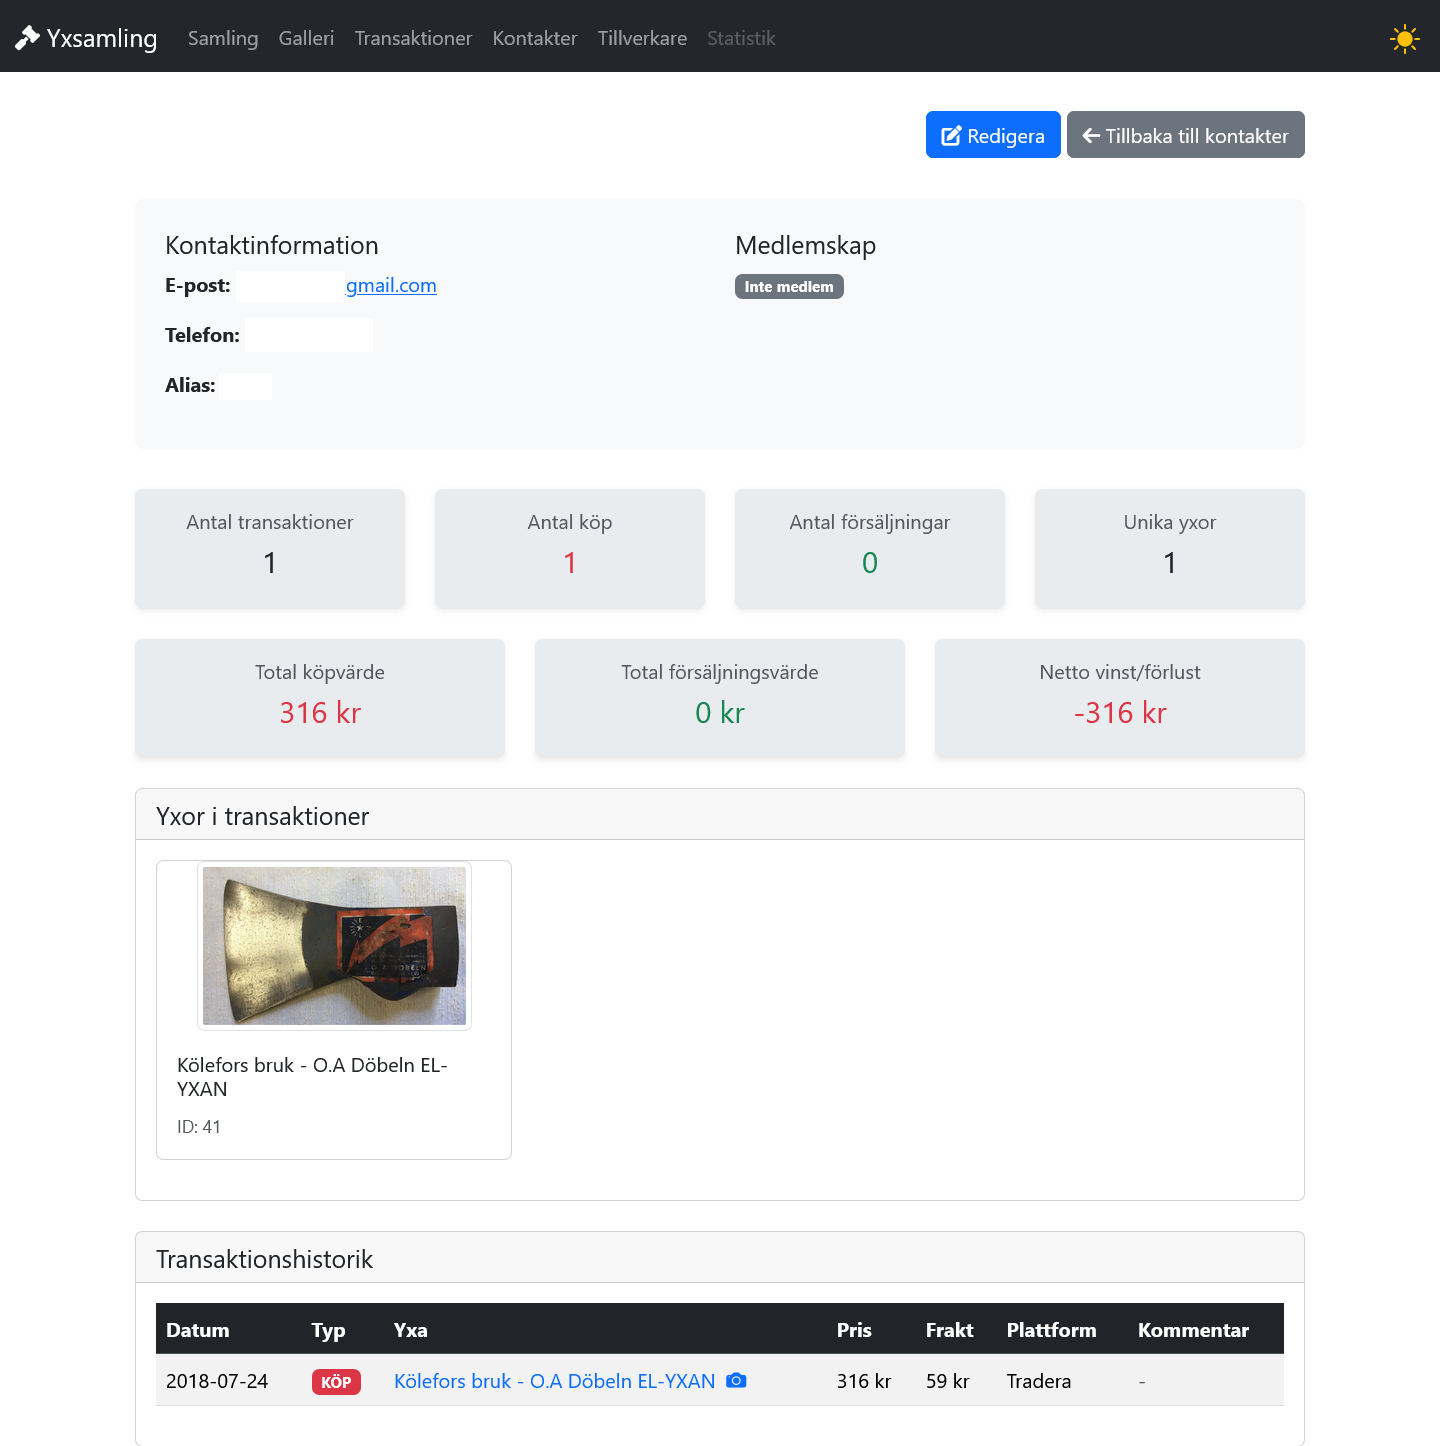 Yxsamling Samling Galleri Transaktioner Kontakter Tillverkare Statistik
Redigera Tillbaka till kontakter
Kontaktinformation
E-post: gmail.com
Telefon:
Alias:
Medlemskap
Inte medlem
Antal transaktioner
1
Antal köp
1
Antal försäljningar
0
Unika yxor
1
Total köpvärde
316 kr
Total försäljningsvärde
0 kr
Netto vinst/förlust
-316 kr
Yxor i transaktioner
O.A DÖBELN
Kölefors bruk - O.A Döbeln EL-
YXAN
ID: 41
Transaktionshistorik
Datum Typ Yxa Pris Frakt Plattform Kommentar
2018-07-24 KÖP Kölefors bruk - O.A Döbeln EL-YXAN 316 kr 59 kr Tradera -